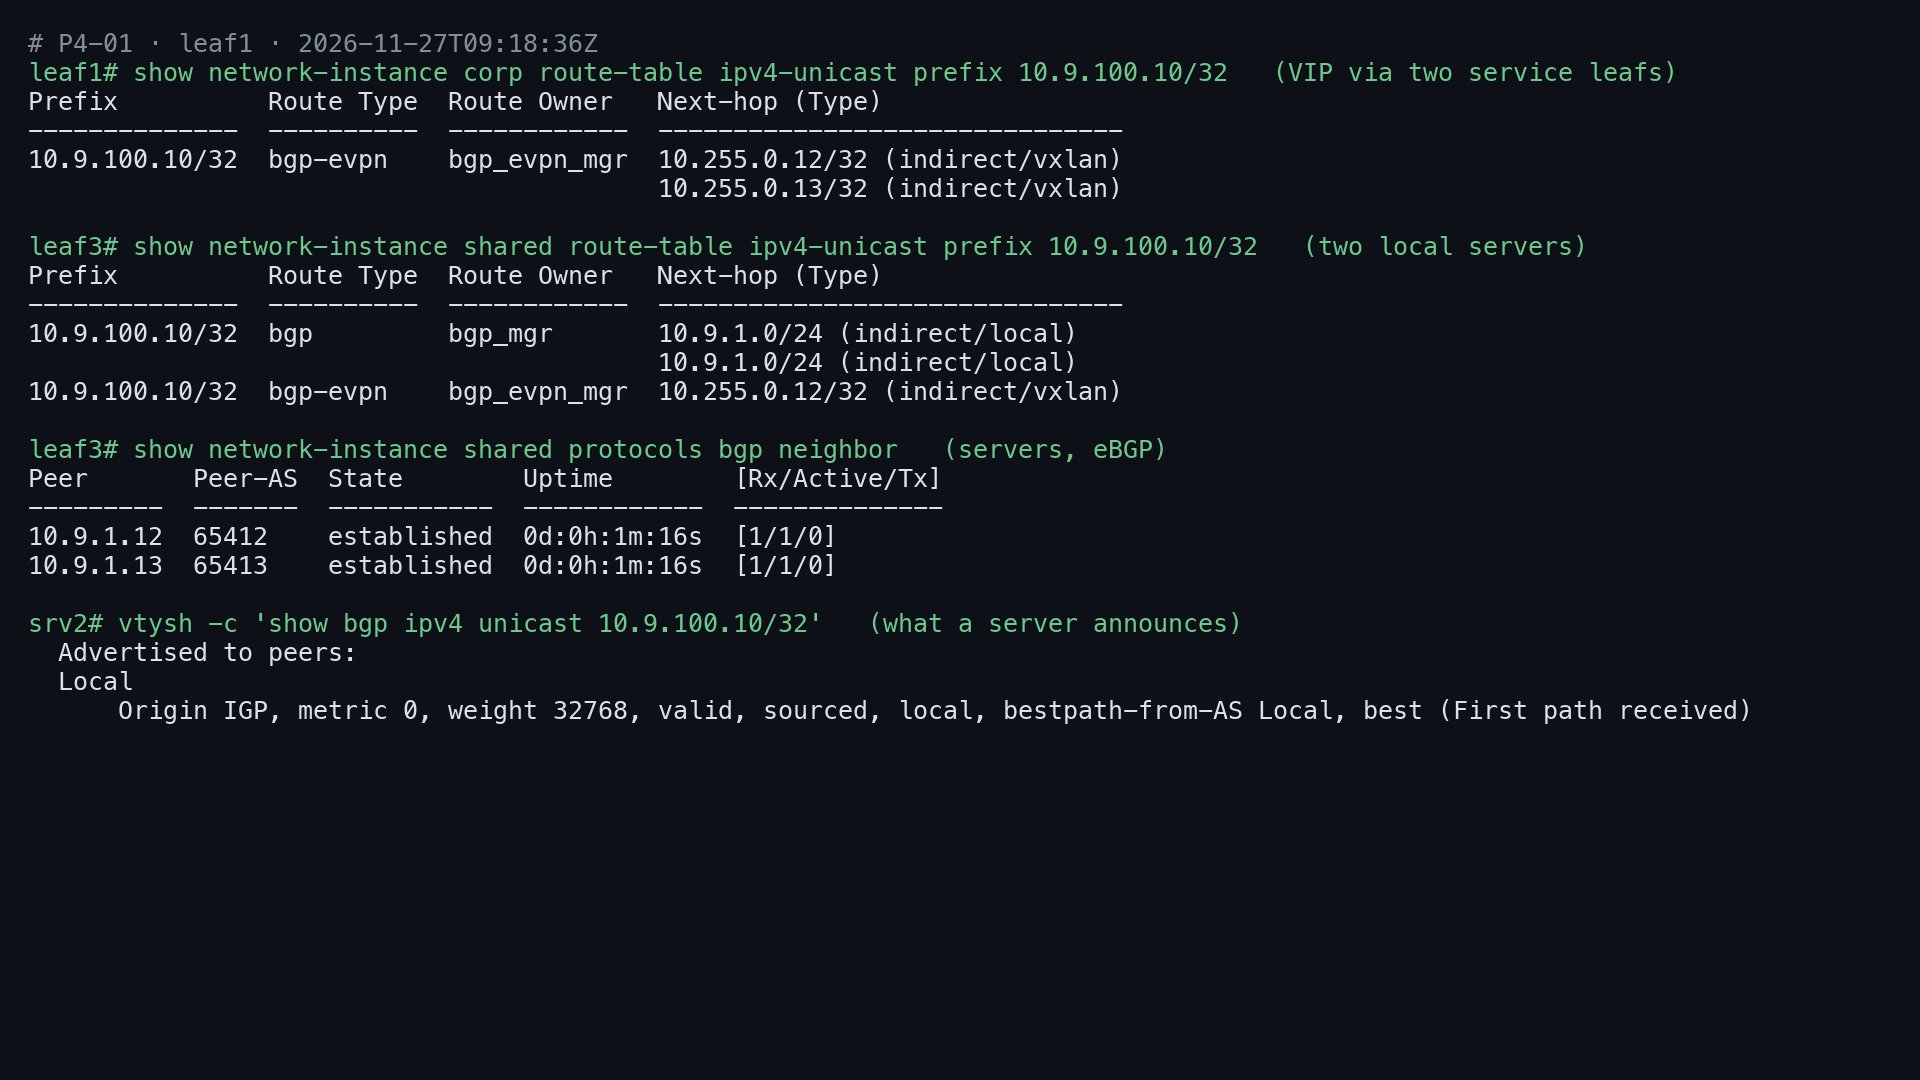 # P4-01 · leaf1 · 2026-11-27T09:18:36Z
leaf1# show network-instance corp route-table ipv4-unicast prefix 10.9.100.10/32   (VIP via two service leafs)
Prefix          Route Type  Route Owner   Next-hop (Type)
--------------  ----------  ------------  -------------------------------
10.9.100.10/32  bgp-evpn    bgp_evpn_mgr  10.255.0.12/32 (indirect/vxlan)
                                          10.255.0.13/32 (indirect/vxlan)

leaf3# show network-instance shared route-table ipv4-unicast prefix 10.9.100.10/32   (two local servers)
Prefix          Route Type  Route Owner   Next-hop (Type)
--------------  ----------  ------------  -------------------------------
10.9.100.10/32  bgp         bgp_mgr       10.9.1.0/24 (indirect/local)
                                          10.9.1.0/24 (indirect/local)
10.9.100.10/32  bgp-evpn    bgp_evpn_mgr  10.255.0.12/32 (indirect/vxlan)

leaf3# show network-instance shared protocols bgp neighbor   (servers, eBGP)
Peer       Peer-AS  State        Uptime        [Rx/Active/Tx]
---------  -------  -----------  ------------  --------------
10.9.1.12  65412    established  0d:0h:1m:16s  [1/1/0]
10.9.1.13  65413    established  0d:0h:1m:16s  [1/1/0]

srv2# vtysh -c 'show bgp ipv4 unicast 10.9.100.10/32'   (what a server announces)
  Advertised to peers:
  Local
      Origin IGP, metric 0, weight 32768, valid, sourced, local, bestpath-from-AS Local, best (First path received)